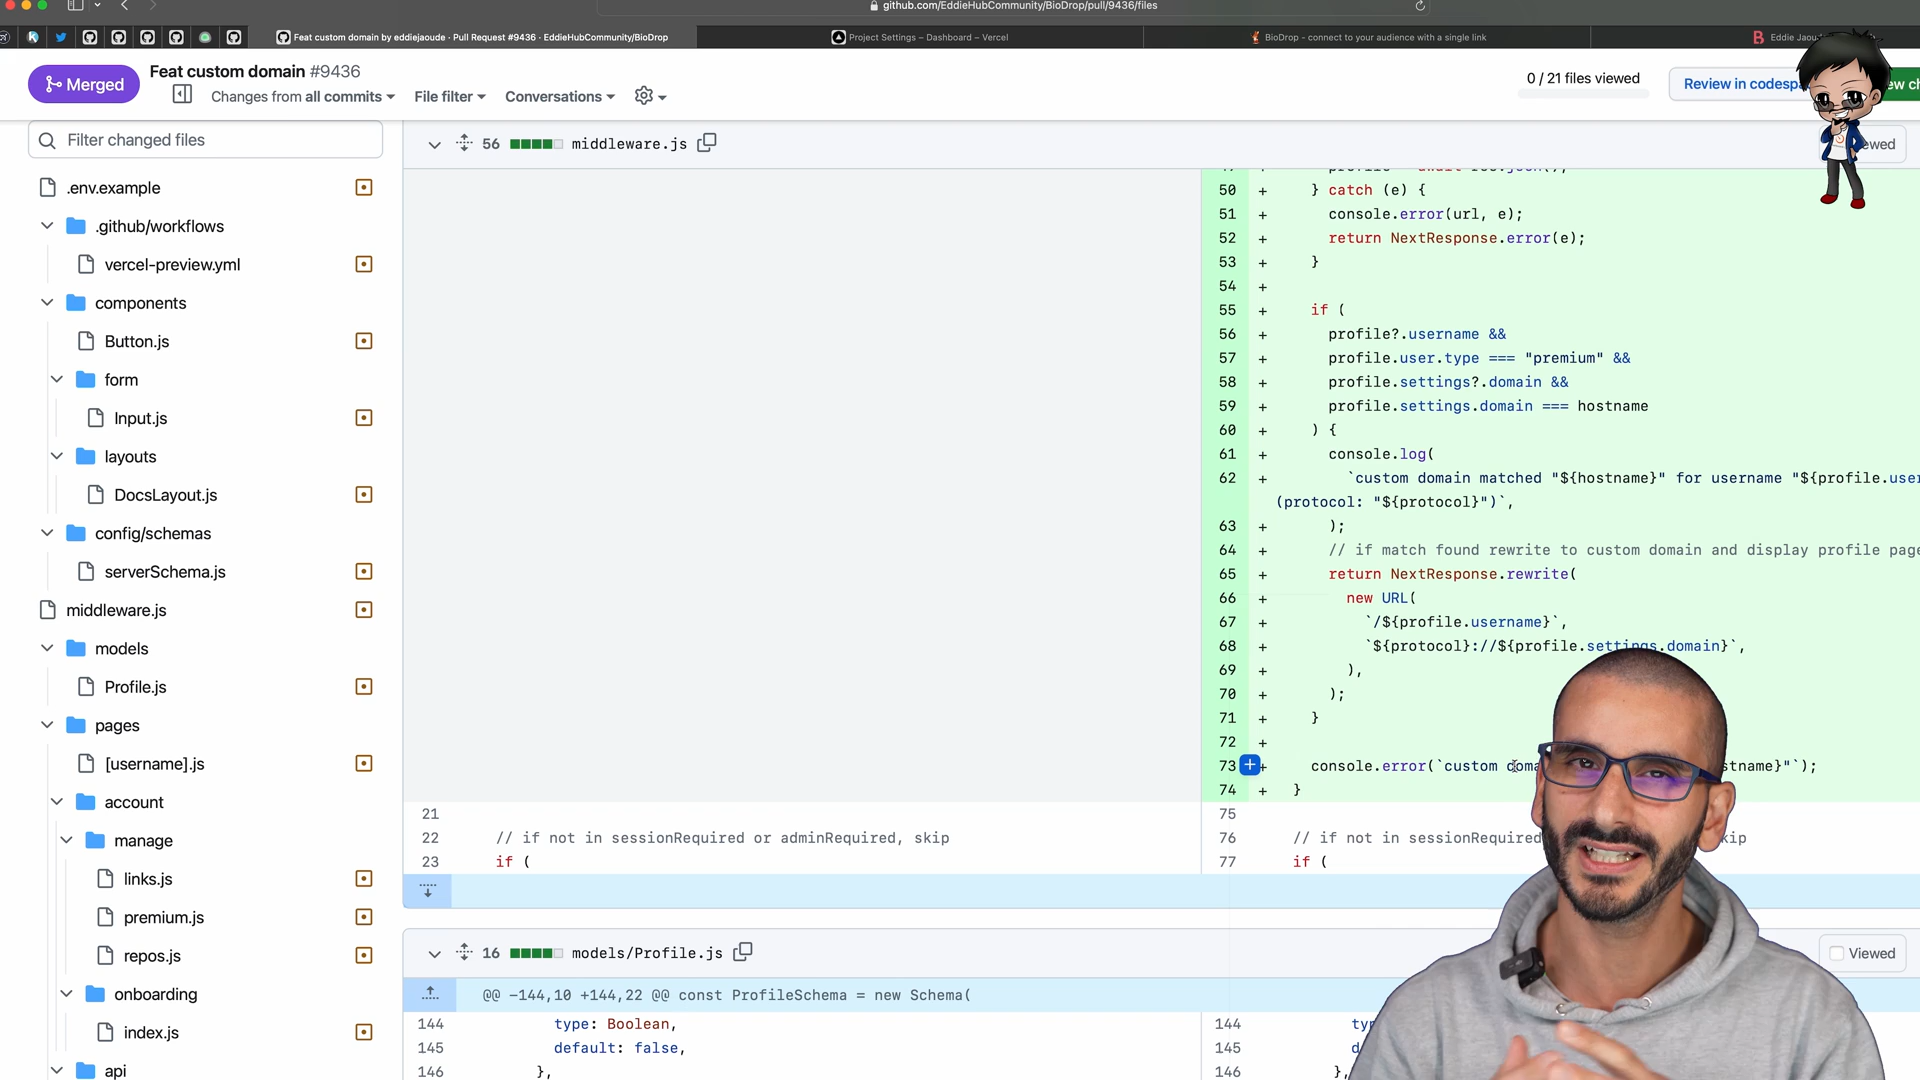 github.com/EddieHubCommunity/BioDrop/pull/9436/files
Feat custom domain by eddiejaoude · Pull Request #9436 · EddieHubCommunity/BioDrop
Project Settings – Dashboard – Vercel
BioDrop - connect to your audience with a single link
Eddie Jaou
Merged
Feat custom domain #9436
Changes from all commits
File filter
Conversations
0 / 21 files viewed
Review in codesp
Filter changed files
.env.example
.github/workflows
vercel-preview.yml
components
Button.js
form
Input.js
layouts
DocsLayout.js
config/schemas
serverSchema.js
middleware.js
models
Profile.js
pages
[username].js
account
manage
links.js
premium.js
repos.js
onboarding
index.js
api
56 middleware.js
50 + } catch (e) {
51 + console.error(url, e);
52 + return NextResponse.error(e);
53 + }
54 +
55 + if (
56 + profile?.username &&
57 + profile.user.type === "premium" &&
58 + profile.settings?.domain &&
59 + profile.settings.domain === hostname
60 + ) {
61 + console.log(
62 + `custom domain matched "${hostname}" for username "${profile.user
(protocol: "${protocol}")`,
63 + );
64 + // if match found rewrite to custom domain and display profile page
65 + return NextResponse.rewrite(
66 + new URL(
67 + `/${profile.username}`,
68 + `${protocol}://${profile.settings.domain}`,
69 + ),
70 + );
71 + }
72 +
73 + console.error(`custom doma stname}"`);
74 + }
21 75
22 // if not in sessionRequired or adminRequired, skip 76 // if not in sessionRequired kip
23 if ( 77 if (
16 models/Profile.js Viewed
@@ -144,10 +144,22 @@ const ProfileSchema = new Schema(
144 type: Boolean, 144 typ
145 default: false, 145 d
146 }, 146 },